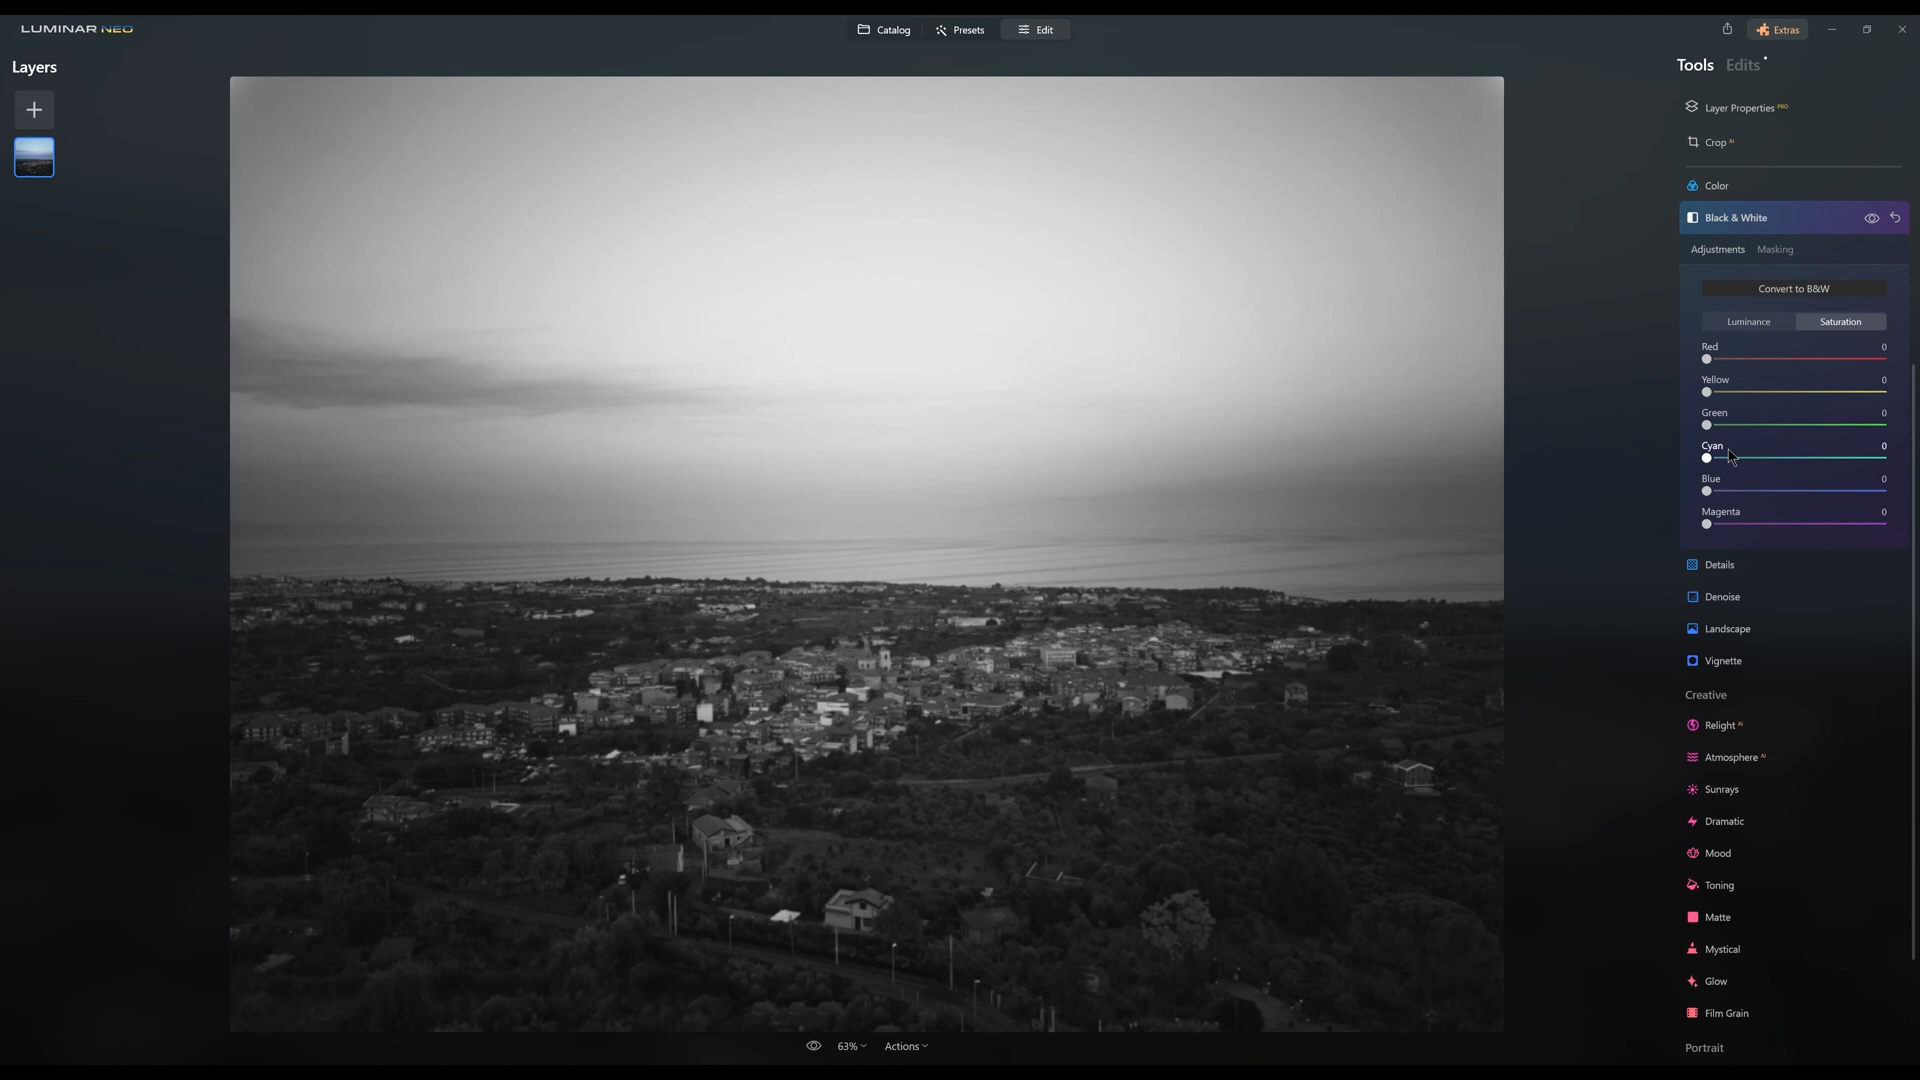 LUMINAR NEO
Catalog
Presets
Edit
Extras
Layers
Tools
Edits
Layer Properties PRO
Crop AI
Color
Black & White
Adjustments
Masking
Convert to B&W
Luminance
Saturation
Red 0
Yellow 0
Green 0
Cyan 0
Blue 0
Magenta 0
Details
Denoise
Landscape
Vignette
Creative
Relight AI
Atmosphere AI
Sunrays
Dramatic
Mood
Toning
Matte
Mystical
Glow
Film Grain
Portrait
63%
Actions